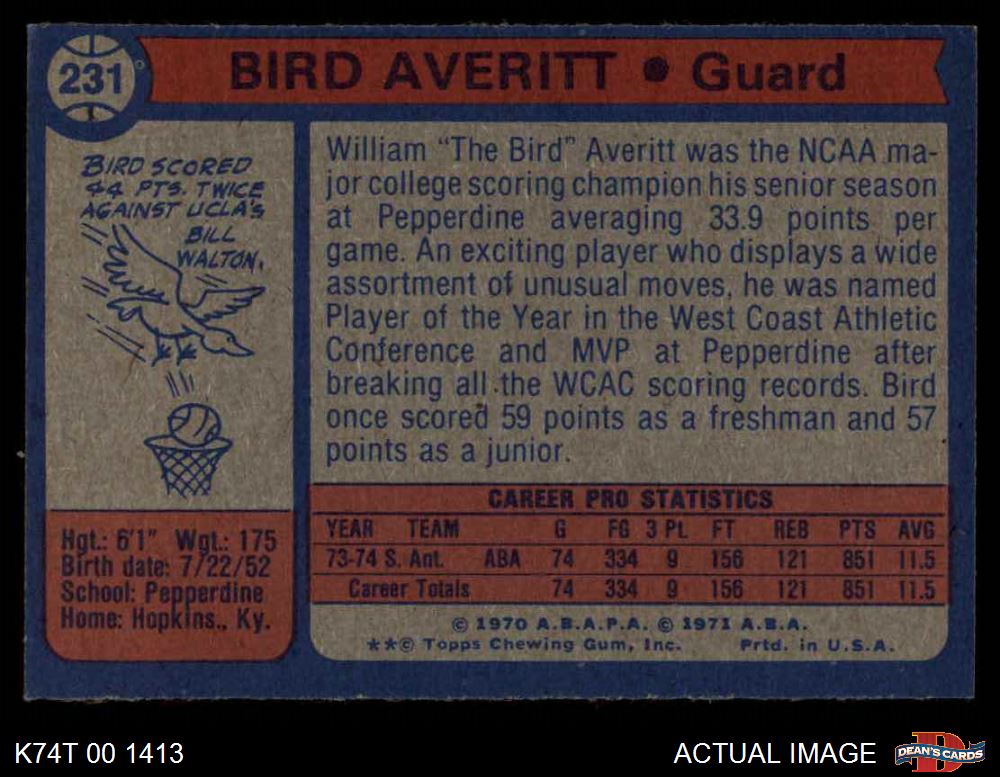 231
BIRD AVERITT • Guard
BIRD SCORED
44 PTS. TWICE
AGAINST UCLA'S
BILL
WALTON.
William "The Bird" Averitt was the NCAA ma-
jor college scoring champion his senior season
at Pepperdine averaging 33.9 points per
game. An exciting player who displays a wide
assortment of unusual moves, he was named
Player of the Year in the West Coast Athletic
Conference and MVP at Pepperdine after
breaking all the WCAC scoring records. Bird
once scored 59 points as a freshman and 57
points as a junior.
Hgt.: 6'1" Wgt.: 175
Birth date: 7/22/52
School: Pepperdine
Home: Hopkins., Ky.
CAREER PRO STATISTICS
YEAR TEAM G FG 3 Pt. FT REB PTS AVG
73-74 S. Ant. ABA 74 334 9 156 121 851 11.5
Career Totals 74 334 9 156 121 851 11.5
© 1970 A.B.A.P.A. © 1971 A.B.A.
**© Topps Chewing Gum, Inc. Prtd. in U.S.A.
K74T 00 1413
ACTUAL IMAGE
D
DEAN'S CARDS